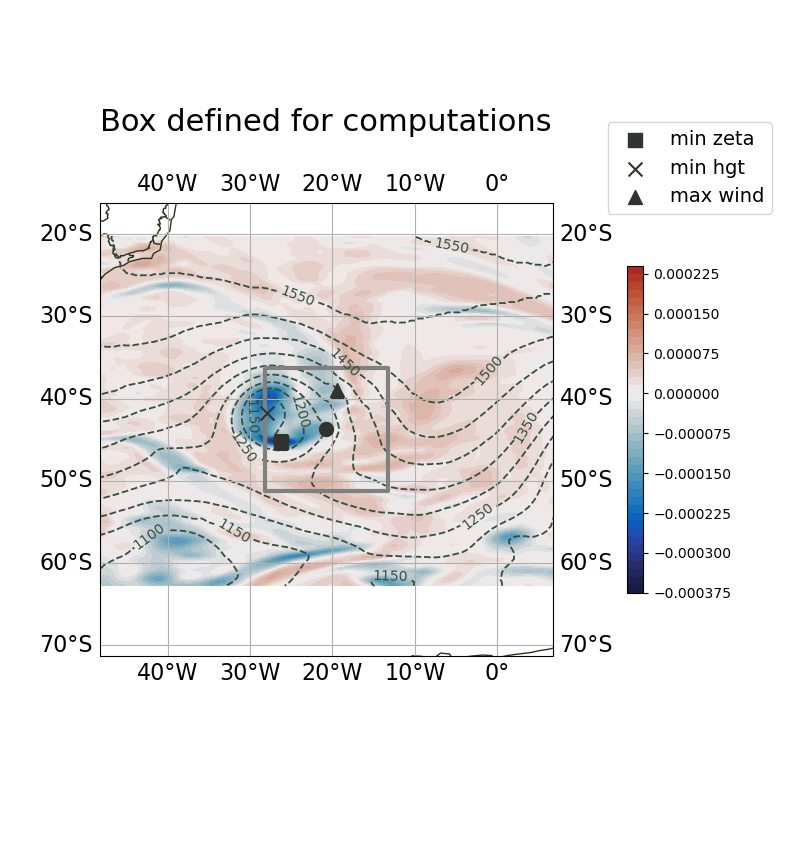 Box defined for computations
min zeta
min hgt
max wind
40°W 30°W 20°W 10°W 0°
20°S 20°S
30°S 30°S
40°S 40°S
50°S 50°S
60°S 60°S
70°S 70°S
40°W 30°W 20°W 10°W 0°
1550
1550
1450
1500
1200
1350
1250
1250
1150
1100
1150
0.000225
0.000150
0.000075
0.000000
−0.000075
−0.000150
−0.000225
−0.000300
−0.000375